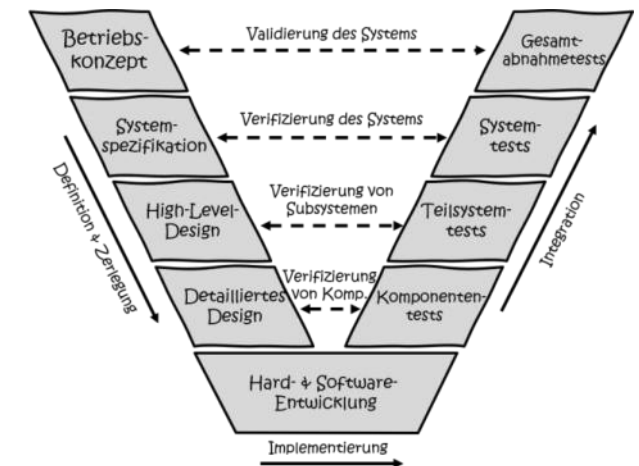 Betriebs-
konzept
Validierung des Systems
Gesamt-
abnahmetests
System-
spezifikation
Verifizierung des Systems
System-
tests
Definition & Zerlegung
High-Level-
Design
Verifizierung von
Subsystemen
Teilsystem-
tests
Integration
Detailliertes
Design
Verifizierung
von Komp.
Komponenten-
tests
Hard- & Software-
Entwicklung
Implementierung